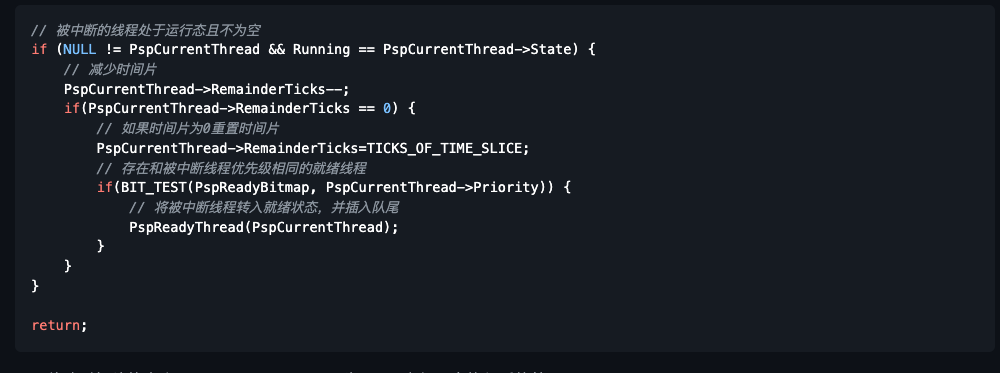 // 被中断的线程处于运行态且不为空
if (NULL != PspCurrentThread && Running == PspCurrentThread->State) {
    // 减少时间片
    PspCurrentThread->RemainderTicks--;
    if(PspCurrentThread->RemainderTicks == 0) {
        // 如果时间片为0重置时间片
        PspCurrentThread->RemainderTicks=TICKS_OF_TIME_SLICE;
        // 存在和被中断线程优先级相同的就绪线程
        if(BIT_TEST(PspReadyBitmap, PspCurrentThread->Priority)) {
            // 将被中断线程转入就绪状态，并插入队尾
            PspReadyThread(PspCurrentThread);
        }
    }
}
return;